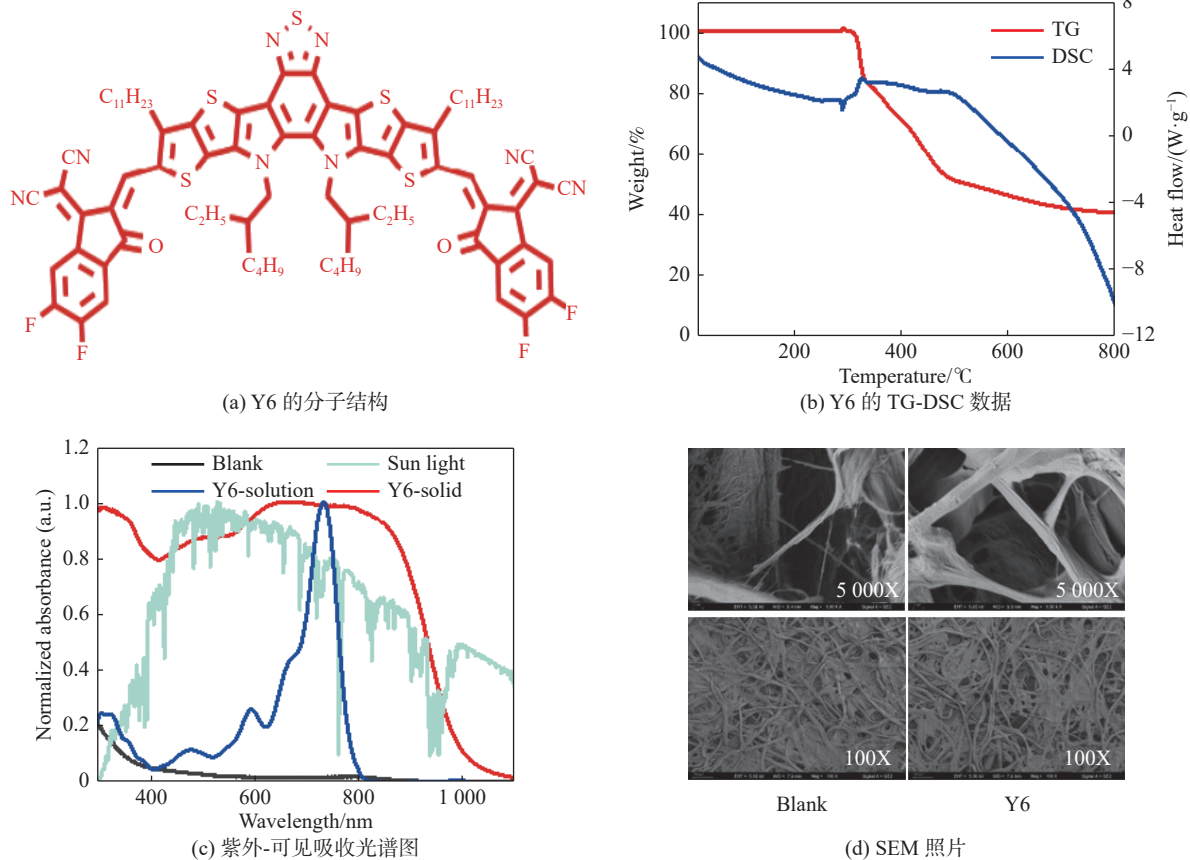 S
N N
C₁₁H₂₃ S S C₁₁H₂₃
CN S N N S NC
NC CN
O C₂H₅ C₂H₅ O
C₄H₉ C₄H₉
F F
F F
(a) Y6 的分子结构
TG
DSC
Weight/%
100
80
60
40
20
0
200 400 600 800
Temperature/℃
Heat flow/(W·g⁻¹)
8
4
0
−4
−8
−12
(b) Y6 的 TG-DSC 数据
Blank Sun light
Y6-solution Y6-solid
Normalized absorbance (a.u.)
1.2
1.0
0.8
0.6
0.4
0.2
0
400 600 800 1 000
Wavelength/nm
(c) 紫外-可见吸收光谱图
5 000X 5 000X
100X 100X
Blank Y6
(d) SEM 照片